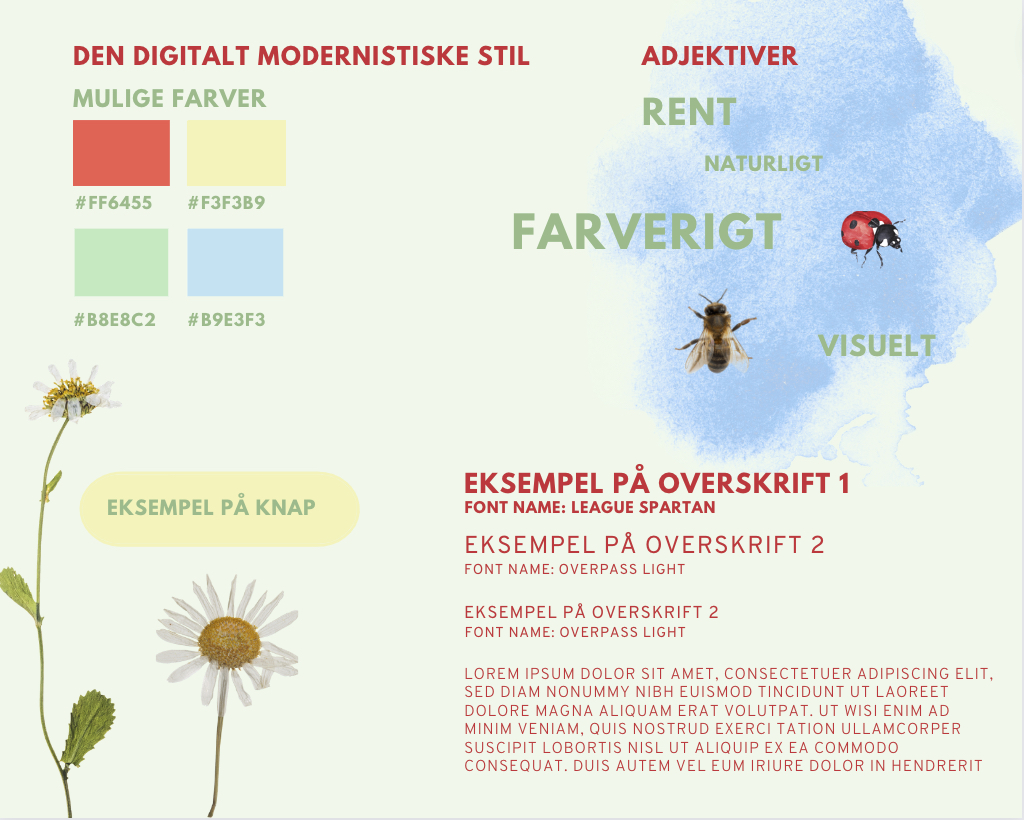 DEN DIGITALT MODERNISTISKE STIL
MULIGE FARVER
#FF6455 #F3F3B9
#B8E8C2 #B9E3F3
ADJEKTIVER
RENT
NATURLIGT
FARVERIGT
VISUELT
EKSEMPEL PÅ KNAP
EKSEMPEL PÅ OVERSKRIFT 1
FONT NAME: LEAGUE SPARTAN
EKSEMPEL PÅ OVERSKRIFT 2
FONT NAME: OVERPASS LIGHT
EKSEMPEL PÅ OVERSKRIFT 2
FONT NAME: OVERPASS LIGHT
LOREM IPSUM DOLOR SIT AMET, CONSECTETUER ADIPISCING ELIT,
SED DIAM NONUMMY NIBH EUISMOD TINCIDUNT UT LAOREET
DOLORE MAGNA ALIQUAM ERAT VOLUTPAT. UT WISI ENIM AD
MINIM VENIAM, QUIS NOSTRUD EXERCI TATION ULLAMCORPER
SUSCIPIT LOBORTIS NISL UT ALIQUIP EX EA COMMODO
CONSEQUAT. DUIS AUTEM VEL EUM IRIURE DOLOR IN HENDRERIT